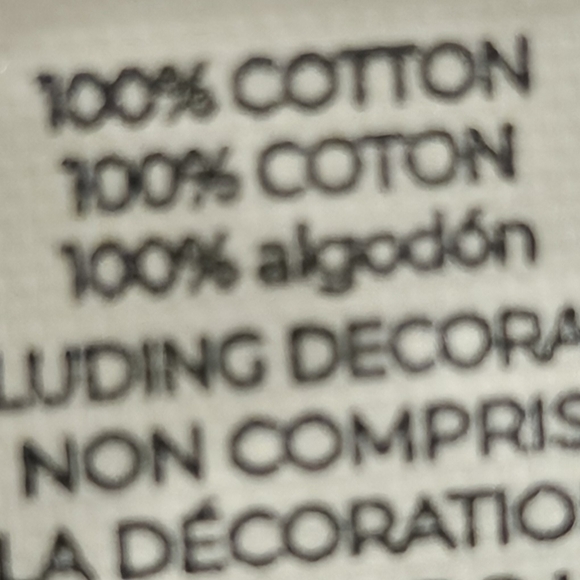 100% COTTON
100% COTON
100% algodón
LUDING DECORA
NON COMPRIS
LA DÉCORATIO